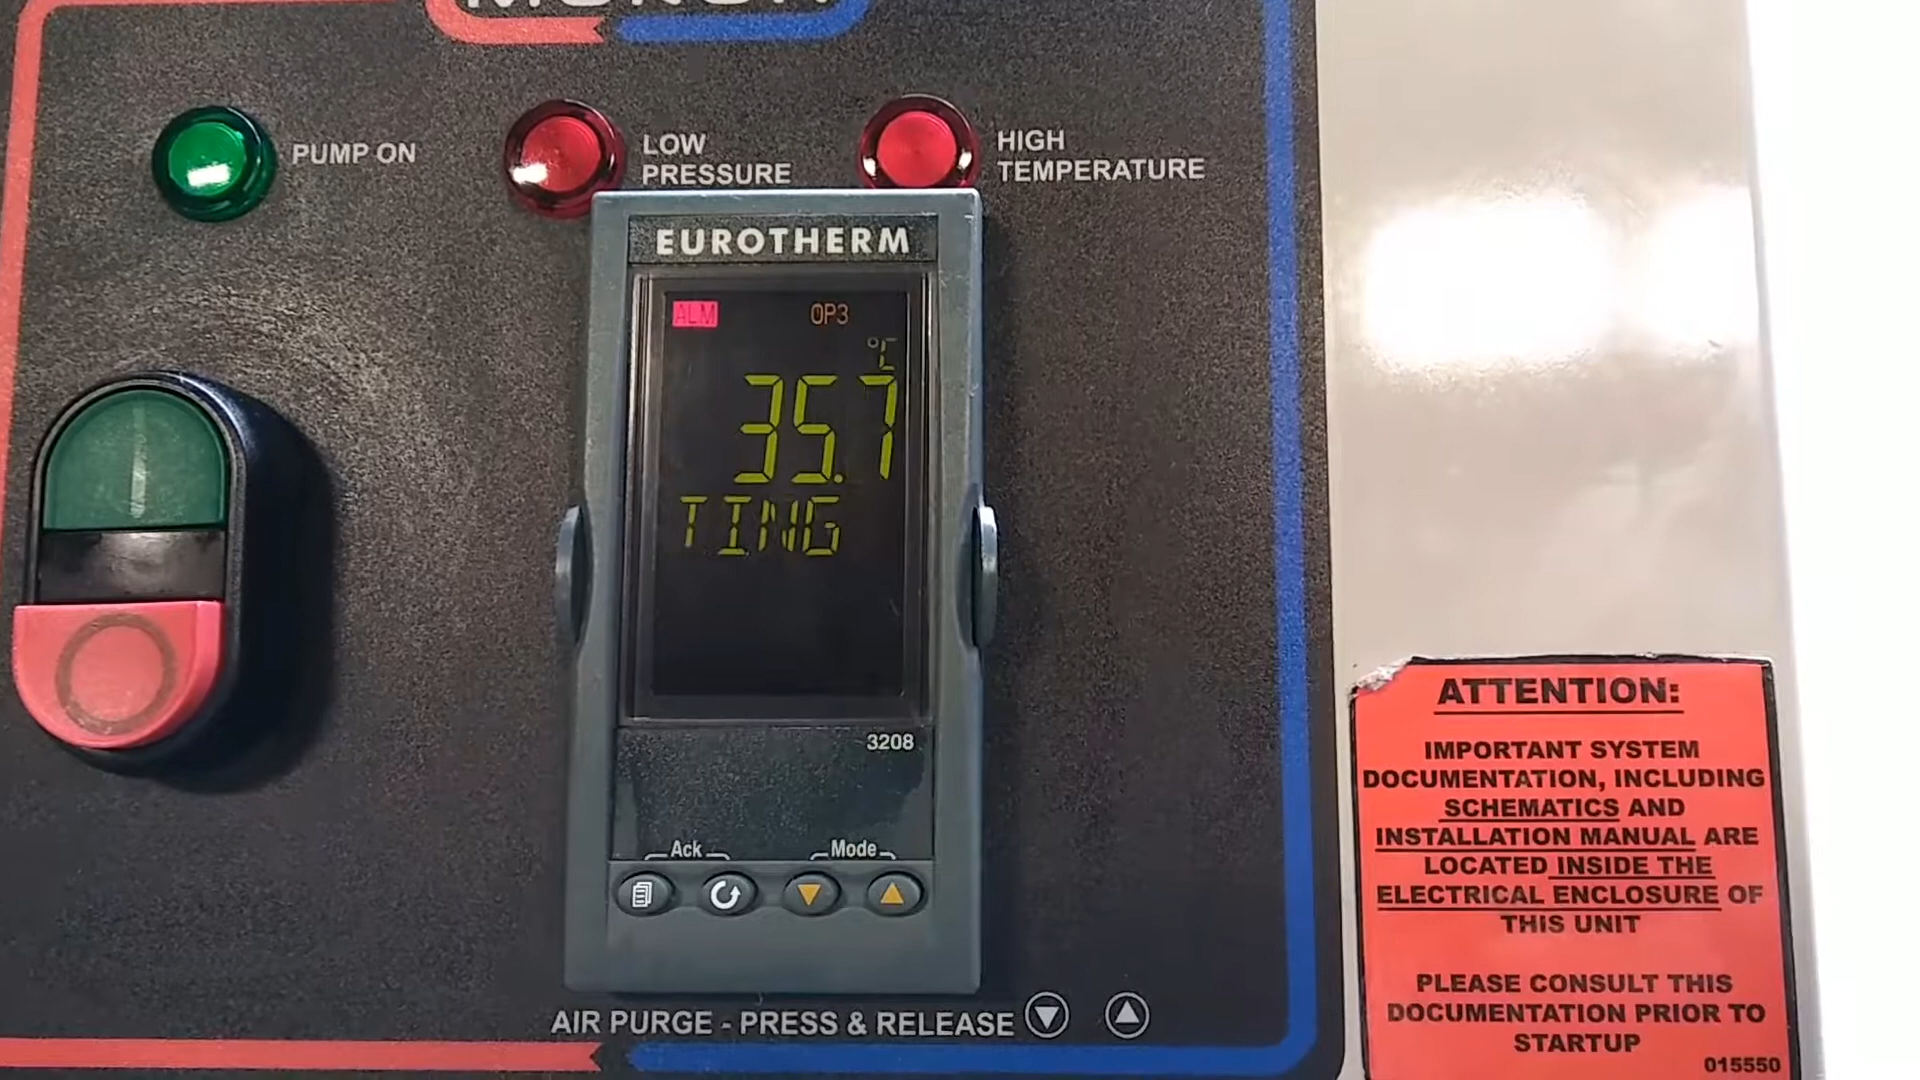 PUMP ON
LOW
PRESSURE
HIGH
TEMPERATURE
EUROTHERM
ALM OP3
°C
35.7
TING
3208
Ack Mode
AIR PURGE - PRESS & RELEASE
ATTENTION:
IMPORTANT SYSTEM
DOCUMENTATION, INCLUDING
SCHEMATICS AND
INSTALLATION MANUAL ARE
LOCATED INSIDE THE
ELECTRICAL ENCLOSURE OF
THIS UNIT
PLEASE CONSULT THIS
DOCUMENTATION PRIOR TO
STARTUP
015550